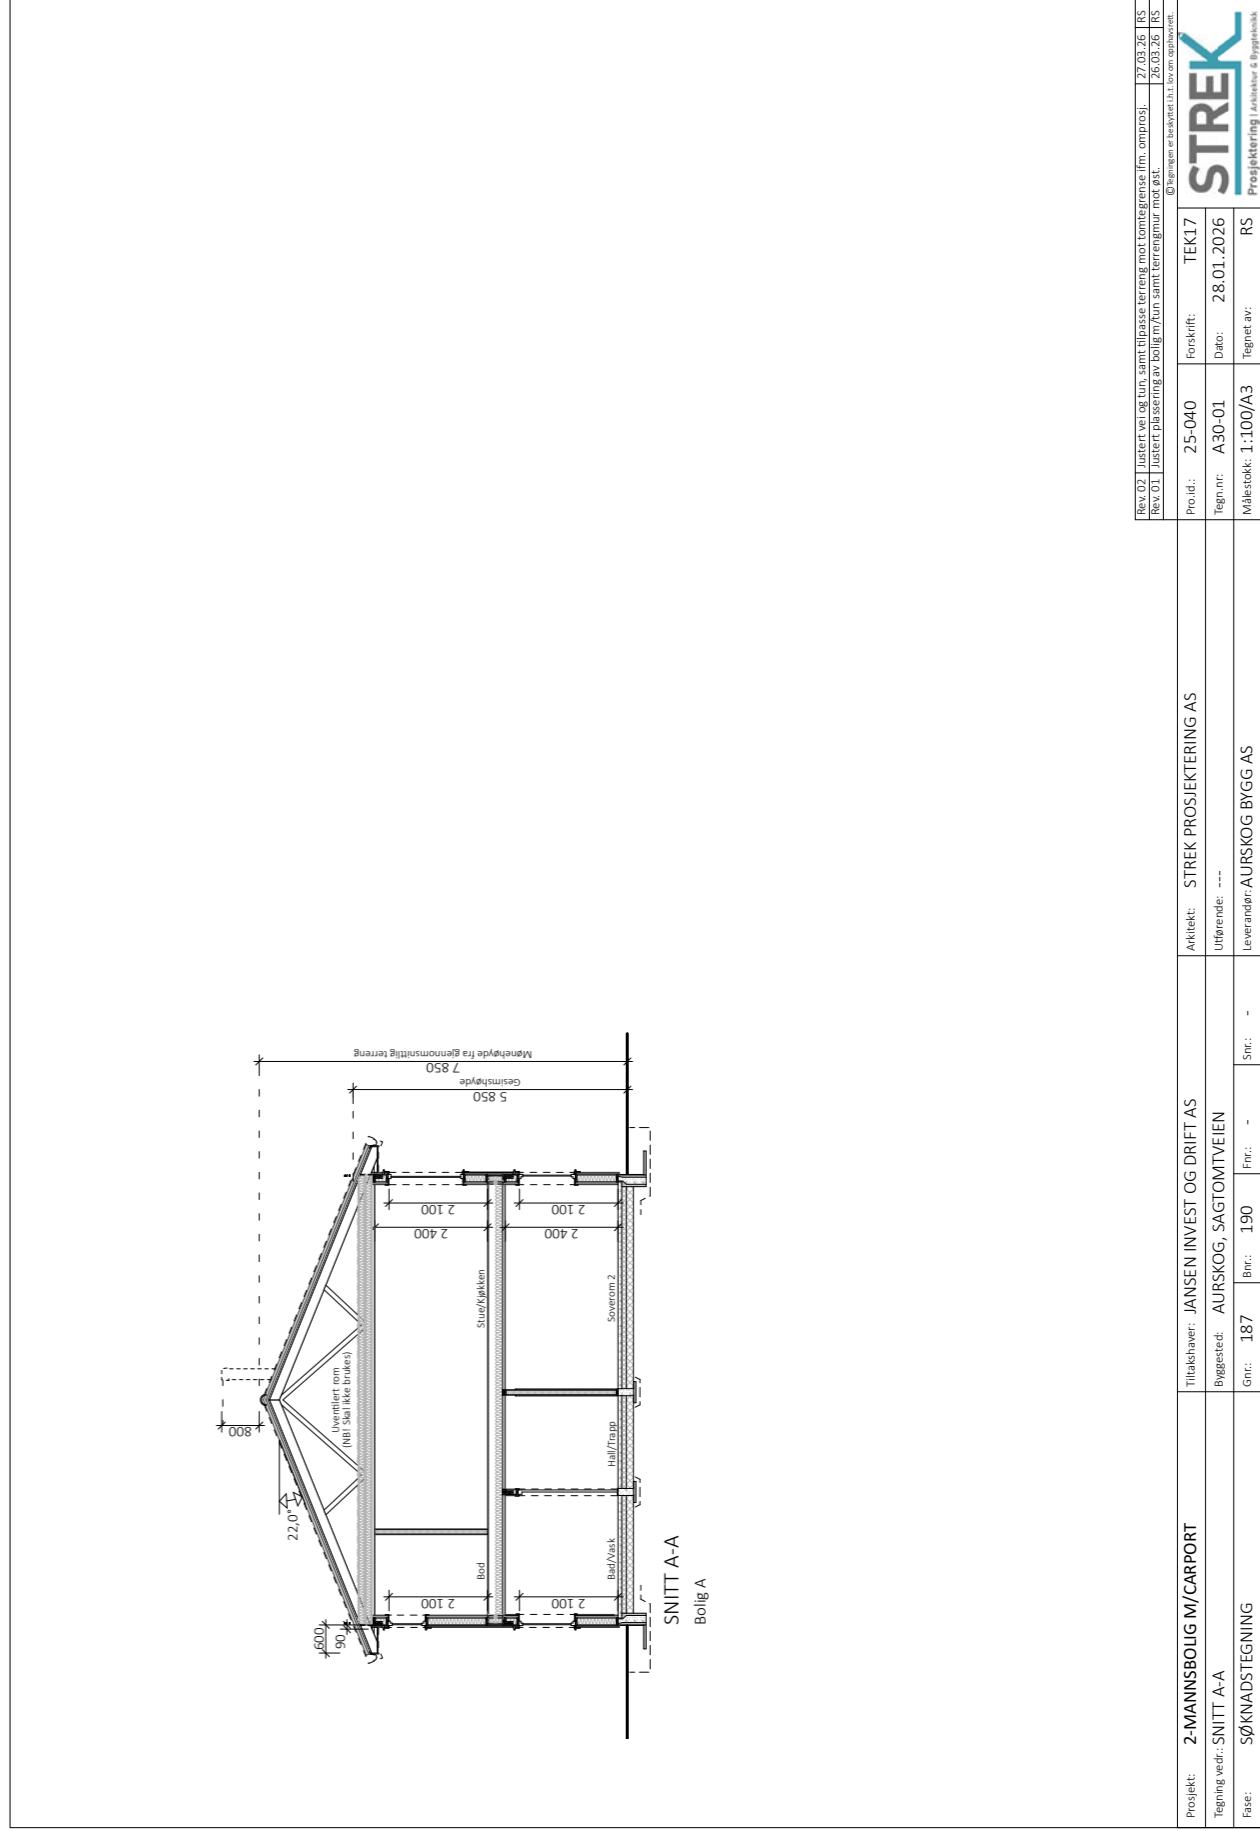 800
22,0°
600
90
Uventilert rom
(NB! Skal ikke brukes)
2 100
2 400
2 100
2 400
2 100
2 100
Bod
Stue/Kjøkken
Bad/Vask
Hall/Trapp
Soverom 2
5 850
Gesimshøyde
7 850
Mønehøyde fra gjennomsnittlig terreng
SNITT A-A
Bolig A
Rev. 02 Justert vei og tun, samt tilpasse terreng mot tomtegrense ifm. omprosj. 27.03.26 RS
Rev. 01 Justert plassering av bolig m/tun samt terrengmur mot øst. 26.03.26 RS
©Tegningen er beskyttet i.h.t. lov om opphavsrett.
Prosjekt: 2-MANNSBOLIG M/CARPORT
Tegning vedr.: SNITT A-A
Fase: SØKNADSTEGNING
Tiltakshaver: JANSEN INVEST OG DRIFT AS
Byggested: AURSKOG, SAGTOMTVEIEN
Gnr.: 187 Bnr.: 190 Fnr.: - Snr.: -
Arkitekt: STREK PROSJEKTERING AS
Utførende: ---
Leverandør: AURSKOG BYGG AS
Pro.id.: 25-040 Forskrift: TEK17
Tegn.nr: A30-01 Dato: 28.01.2026
Målestokk: 1:100/A3 Tegnet av: RS
STREK
Prosjektering | Arkitektur & Byggteknikk